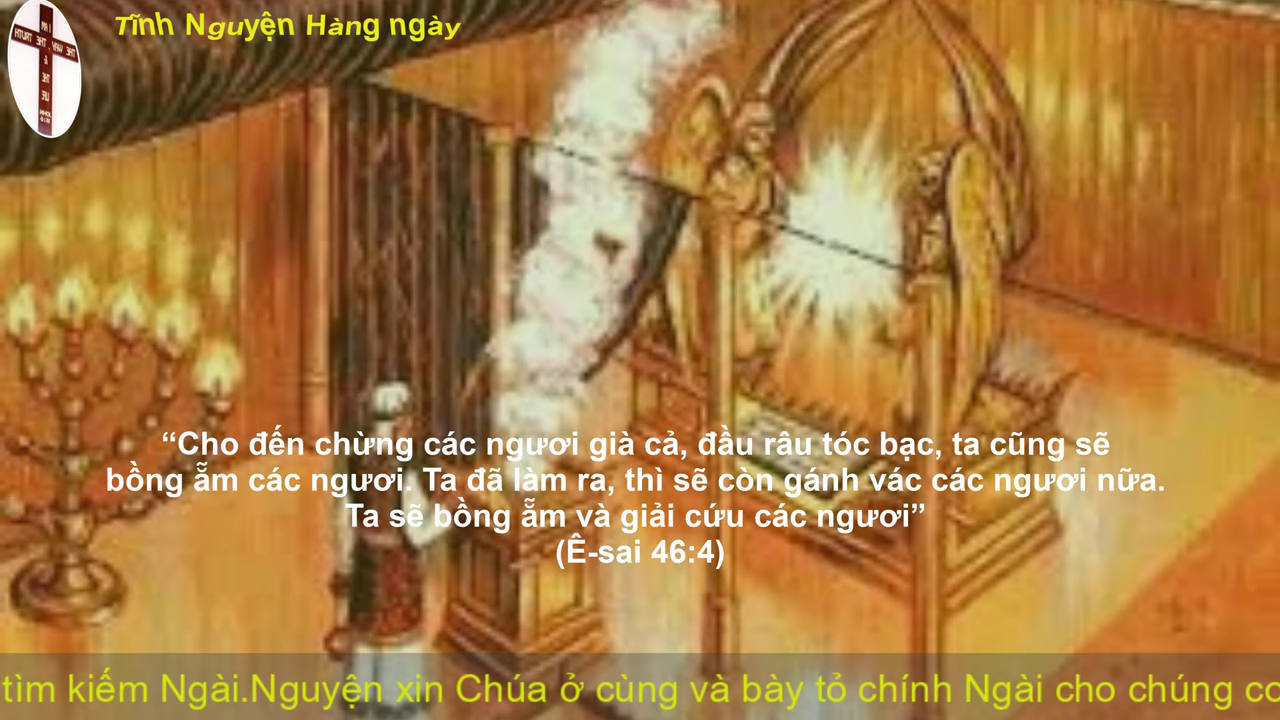 Tĩnh Nguyện Hàng ngày
“Cho đến chừng các ngươi già cả, đầu râu tóc bạc, ta cũng sẽ
bồng ẵm các ngươi. Ta đã làm ra, thì sẽ còn gánh vác các ngươi nữa.
Ta sẽ bồng ẵm và giải cứu các ngươi”
(Ê-sai 46:4)
tìm kiếm Ngài.Nguyện xin Chúa ở cùng và bày tỏ chính Ngài cho chúng